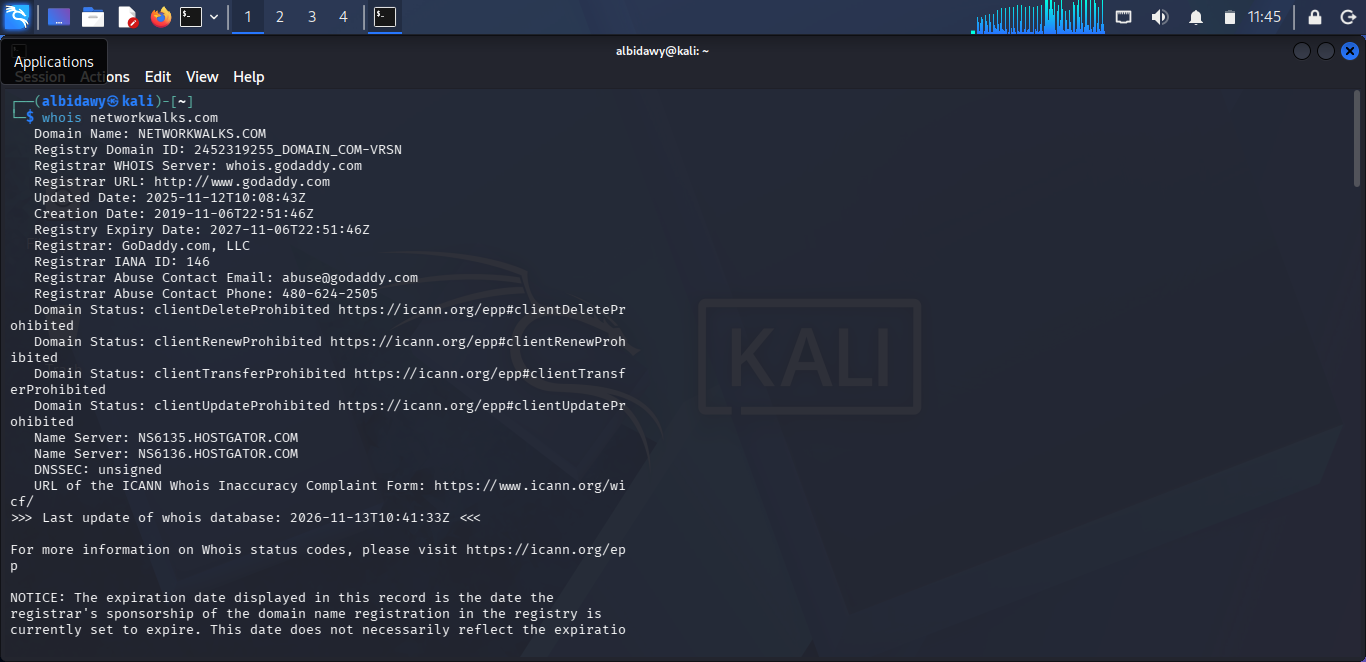 1 2 3 4 11:45
albidawy@kali: ~
Applications
Session Actions Edit View Help
┌──(albidawy㉿kali)-[~]
└─$ whois networkwalks.com
   Domain Name: NETWORKWALKS.COM
   Registry Domain ID: 2452319255_DOMAIN_COM-VRSN
   Registrar WHOIS Server: whois.godaddy.com
   Registrar URL: http://www.godaddy.com
   Updated Date: 2025-11-12T10:08:43Z
   Creation Date: 2019-11-06T22:51:46Z
   Registry Expiry Date: 2027-11-06T22:51:46Z
   Registrar: GoDaddy.com, LLC
   Registrar IANA ID: 146
   Registrar Abuse Contact Email: abuse@godaddy.com
   Registrar Abuse Contact Phone: 480-624-2505
   Domain Status: clientDeleteProhibited https://icann.org/epp#clientDeletePr
ohibited
   Domain Status: clientRenewProhibited https://icann.org/epp#clientRenewProh
ibited
   Domain Status: clientTransferProhibited https://icann.org/epp#clientTransf
erProhibited
   Domain Status: clientUpdateProhibited https://icann.org/epp#clientUpdatePr
ohibited
   Name Server: NS6135.HOSTGATOR.COM
   Name Server: NS6136.HOSTGATOR.COM
   DNSSEC: unsigned
   URL of the ICANN Whois Inaccuracy Complaint Form: https://www.icann.org/wi
cf/
>>> Last update of whois database: 2026-11-13T10:41:33Z <<<

For more information on Whois status codes, please visit https://icann.org/ep
p

NOTICE: The expiration date displayed in this record is the date the
registrar's sponsorship of the domain name registration in the registry is
currently set to expire. This date does not necessarily reflect the expiratio
KALI